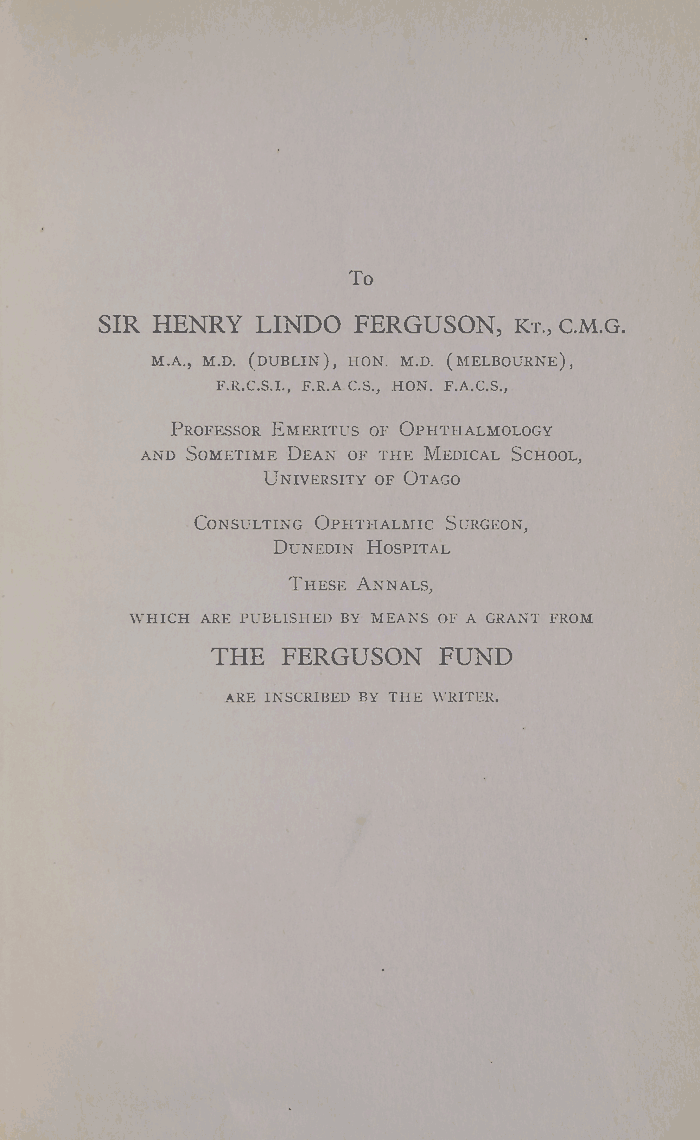 To
SIR HENRY LINDO FERGUSON, KT., C.M.G.
M.A., M.D. (DUBLIN), HON. M.D. (MELBOURNE),
F.R.C.S.I., F.R.A C.S., HON. F.A.C.S.,
PROFESSOR EMERITUS OF OPHTHALMOLOGY
AND SOMETIME DEAN OF THE MEDICAL SCHOOL,
UNIVERSITY OF OTAGO
CONSULTING OPHTHALMIC SURGEON,
DUNEDIN HOSPITAL
THESE ANNALS,
WHICH ARE PUBLISHED BY MEANS OF A GRANT FROM
THE FERGUSON FUND
ARE INSCRIBED BY THE WRITER.